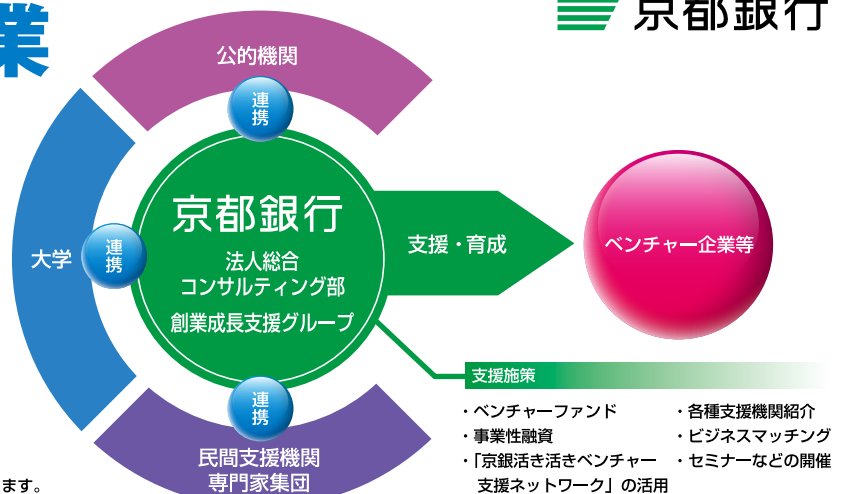 業
京都銀行
公的機関
連携
大学
連携
京都銀行
法人総合
コンサルティング部
創業成長支援グループ
支援・育成
ベンチャー企業等
連携
民間支援機関
専門家集団
支援施策
・ベンチャーファンド
・事業性融資
・「京銀活き活きベンチャー
支援ネットワーク」の活用
・各種支援機関紹介
・ビジネスマッチング
・セミナーなどの開催
ます。